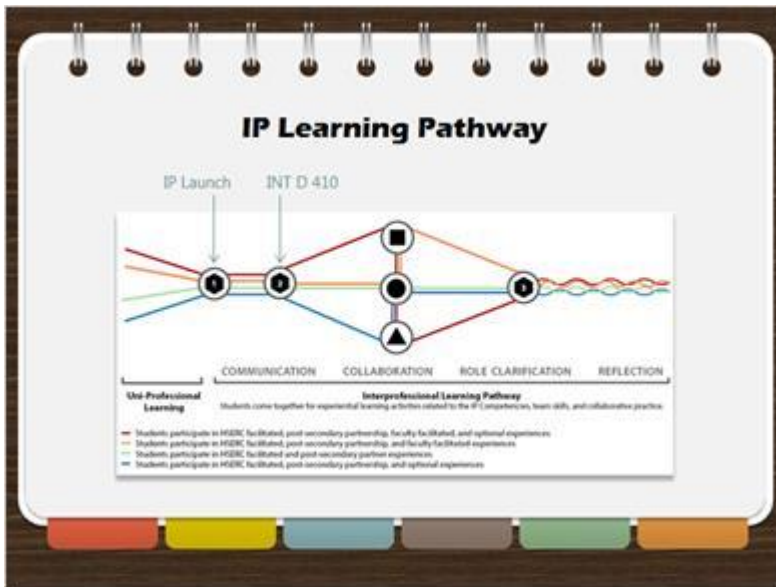 IP Learning Pathway
IP Launch INT D 410
COMMUNICATION COLLABORATION ROLE CLARIFICATION REFLECTION
Uni-Professional
Learning
Interprofessional Learning Pathway
Students come together for experiential learning activities related to the IP Competencies, team skills, and collaborative practice.
Students participate in HSERC facilitated, post-secondary partnership, faculty facilitated, and optional experiences
Students participate in HSERC facilitated, post-secondary partnership, and faculty facilitated experiences
Students participate in HSERC facilitated and post-secondary partner experiences
Students participate in HSERC facilitated, post-secondary partnership, and optional experiences